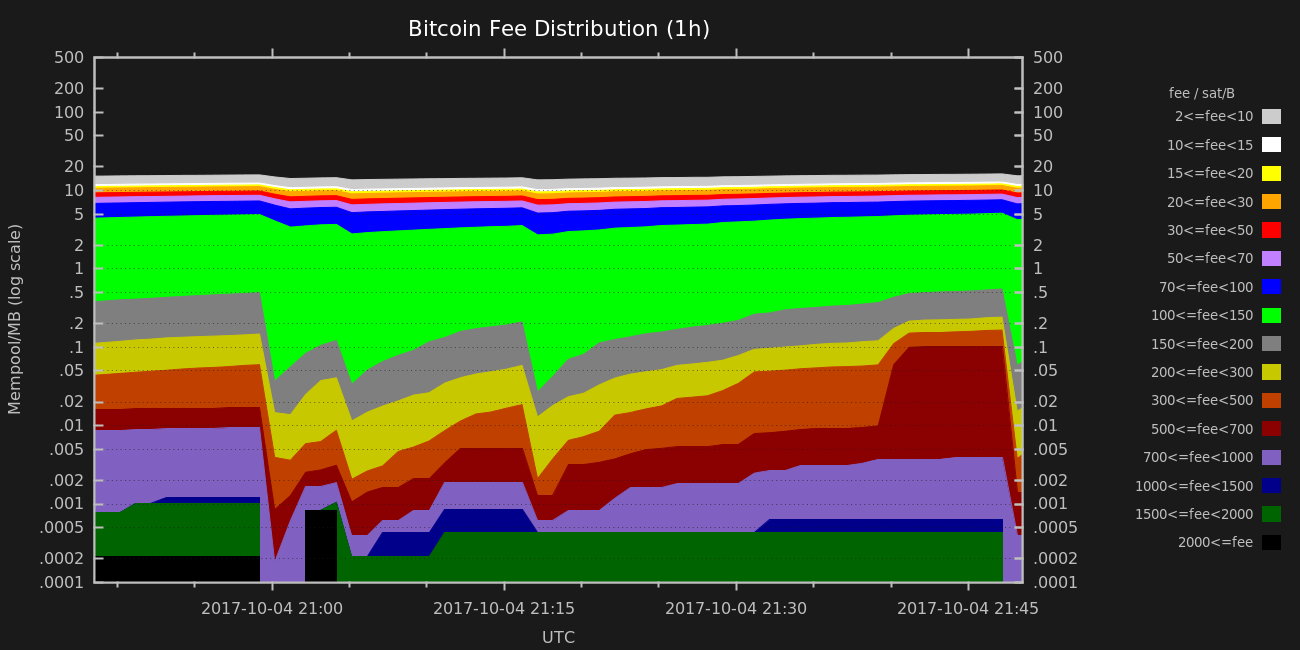 Bitcoin Fee Distribution (1h)
Mempool/MB (log scale)
500
200
100
50
20
10
5
2
1
.5
.2
.1
.05
.02
.01
.005
.002
.001
.0005
.0002
.0001
500
200
100
50
20
10
5
2
1
.5
.2
.1
.05
.02
.01
.005
.002
.001
.0005
.0002
.0001
2017-10-04 21:00
2017-10-04 21:15
2017-10-04 21:30
2017-10-04 21:45
UTC
fee / sat/B
2<=fee<10
10<=fee<15
15<=fee<20
20<=fee<30
30<=fee<50
50<=fee<70
70<=fee<100
100<=fee<150
150<=fee<200
200<=fee<300
300<=fee<500
500<=fee<700
700<=fee<1000
1000<=fee<1500
1500<=fee<2000
2000<=fee